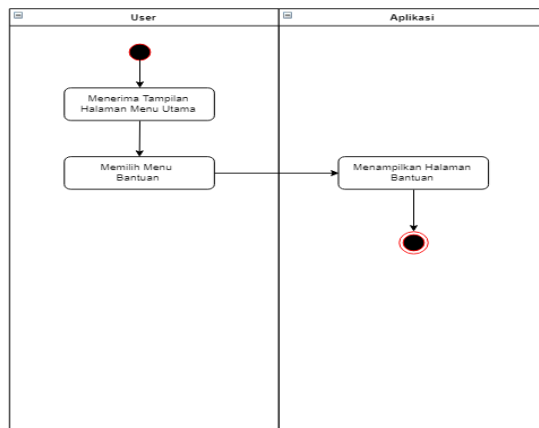 User
Aplikasi
Menerima Tampilan
Halaman Menu Utama
Memilih Menu
Bantuan
Menampilkan Halaman
Bantuan